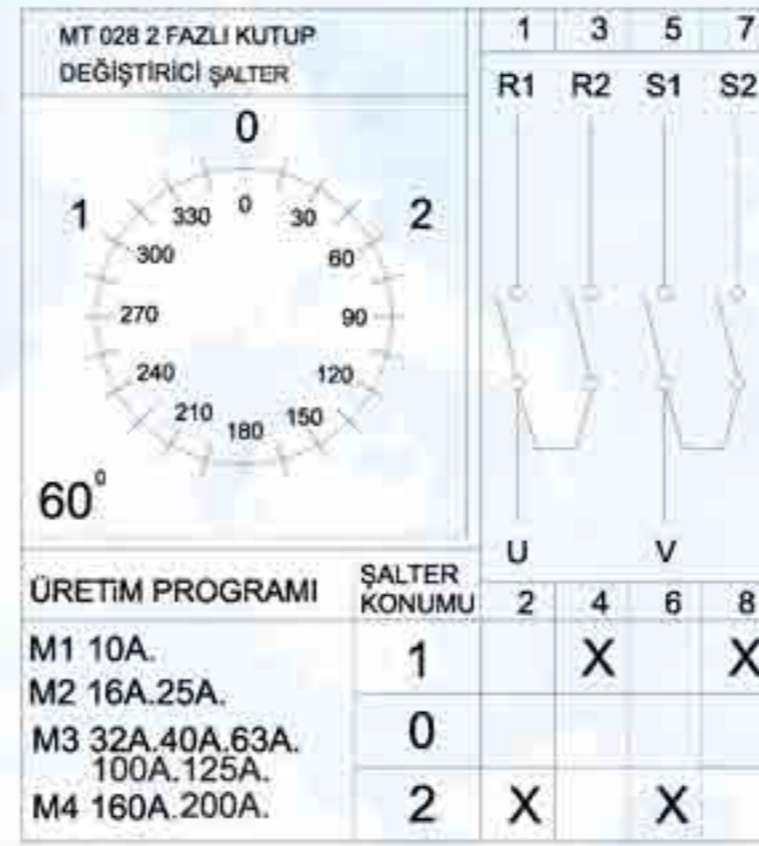 MT 028 2 FAZLI KUTUP
DEĞİŞTİRİCİ ŞALTER
1 3 5 7
R1 R2 S1 S2
0
1 2
0
330 30
300 60
270 90
240 120
210 150
180
60⁰
U V
ÜRETİM PROGRAMI
ŞALTER
KONUMU
2 4 6 8
M1 10A.
M2 16A.25A.
M3 32A.40A.63A.
100A.125A.
M4 160A.200A.
1 X X
0
2 X X